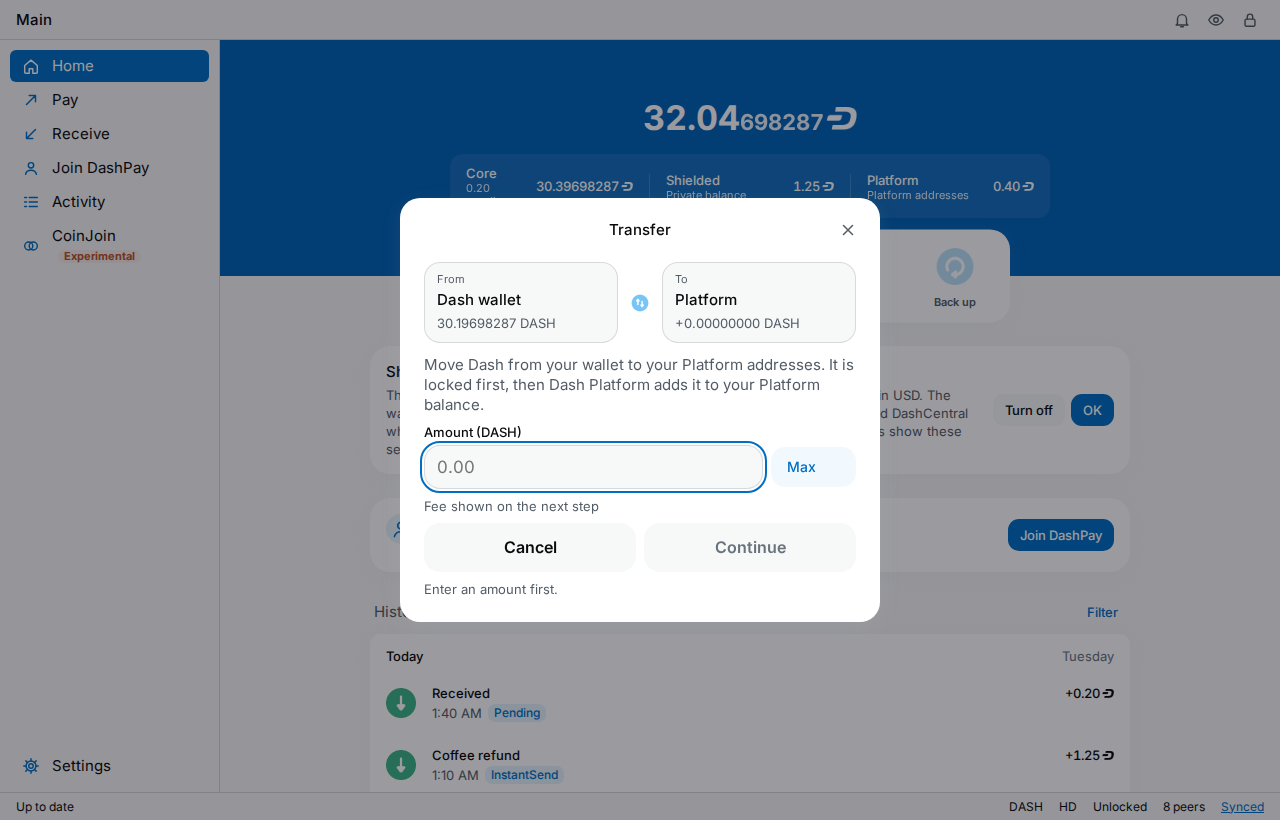 Main
Home
Pay
Receive
Join DashPay
Activity
CoinJoin
Experimental
Settings
32.04698287
Core
0.20
30.39698287
Shielded
Private balance
1.25
Platform
Platform addresses
0.40
Back up
Transfer
From
Dash wallet
30.19698287 DASH
To
Platform
+0.00000000 DASH
Move Dash from your wallet to your Platform addresses. It is
locked first, then Dash Platform adds it to your Platform
balance.
Amount (DASH)
0.00
Max
Fee shown on the next step
Cancel
Continue
Enter an amount first.
in USD. The
DashCentral
show these
Turn off
OK
Join DashPay
Filter
Today
Tuesday
Received
+0.20
1:40 AM
Pending
Coffee refund
+1.25
1:10 AM
InstantSend
Up to date
DASH
HD
Unlocked
8 peers
Synced